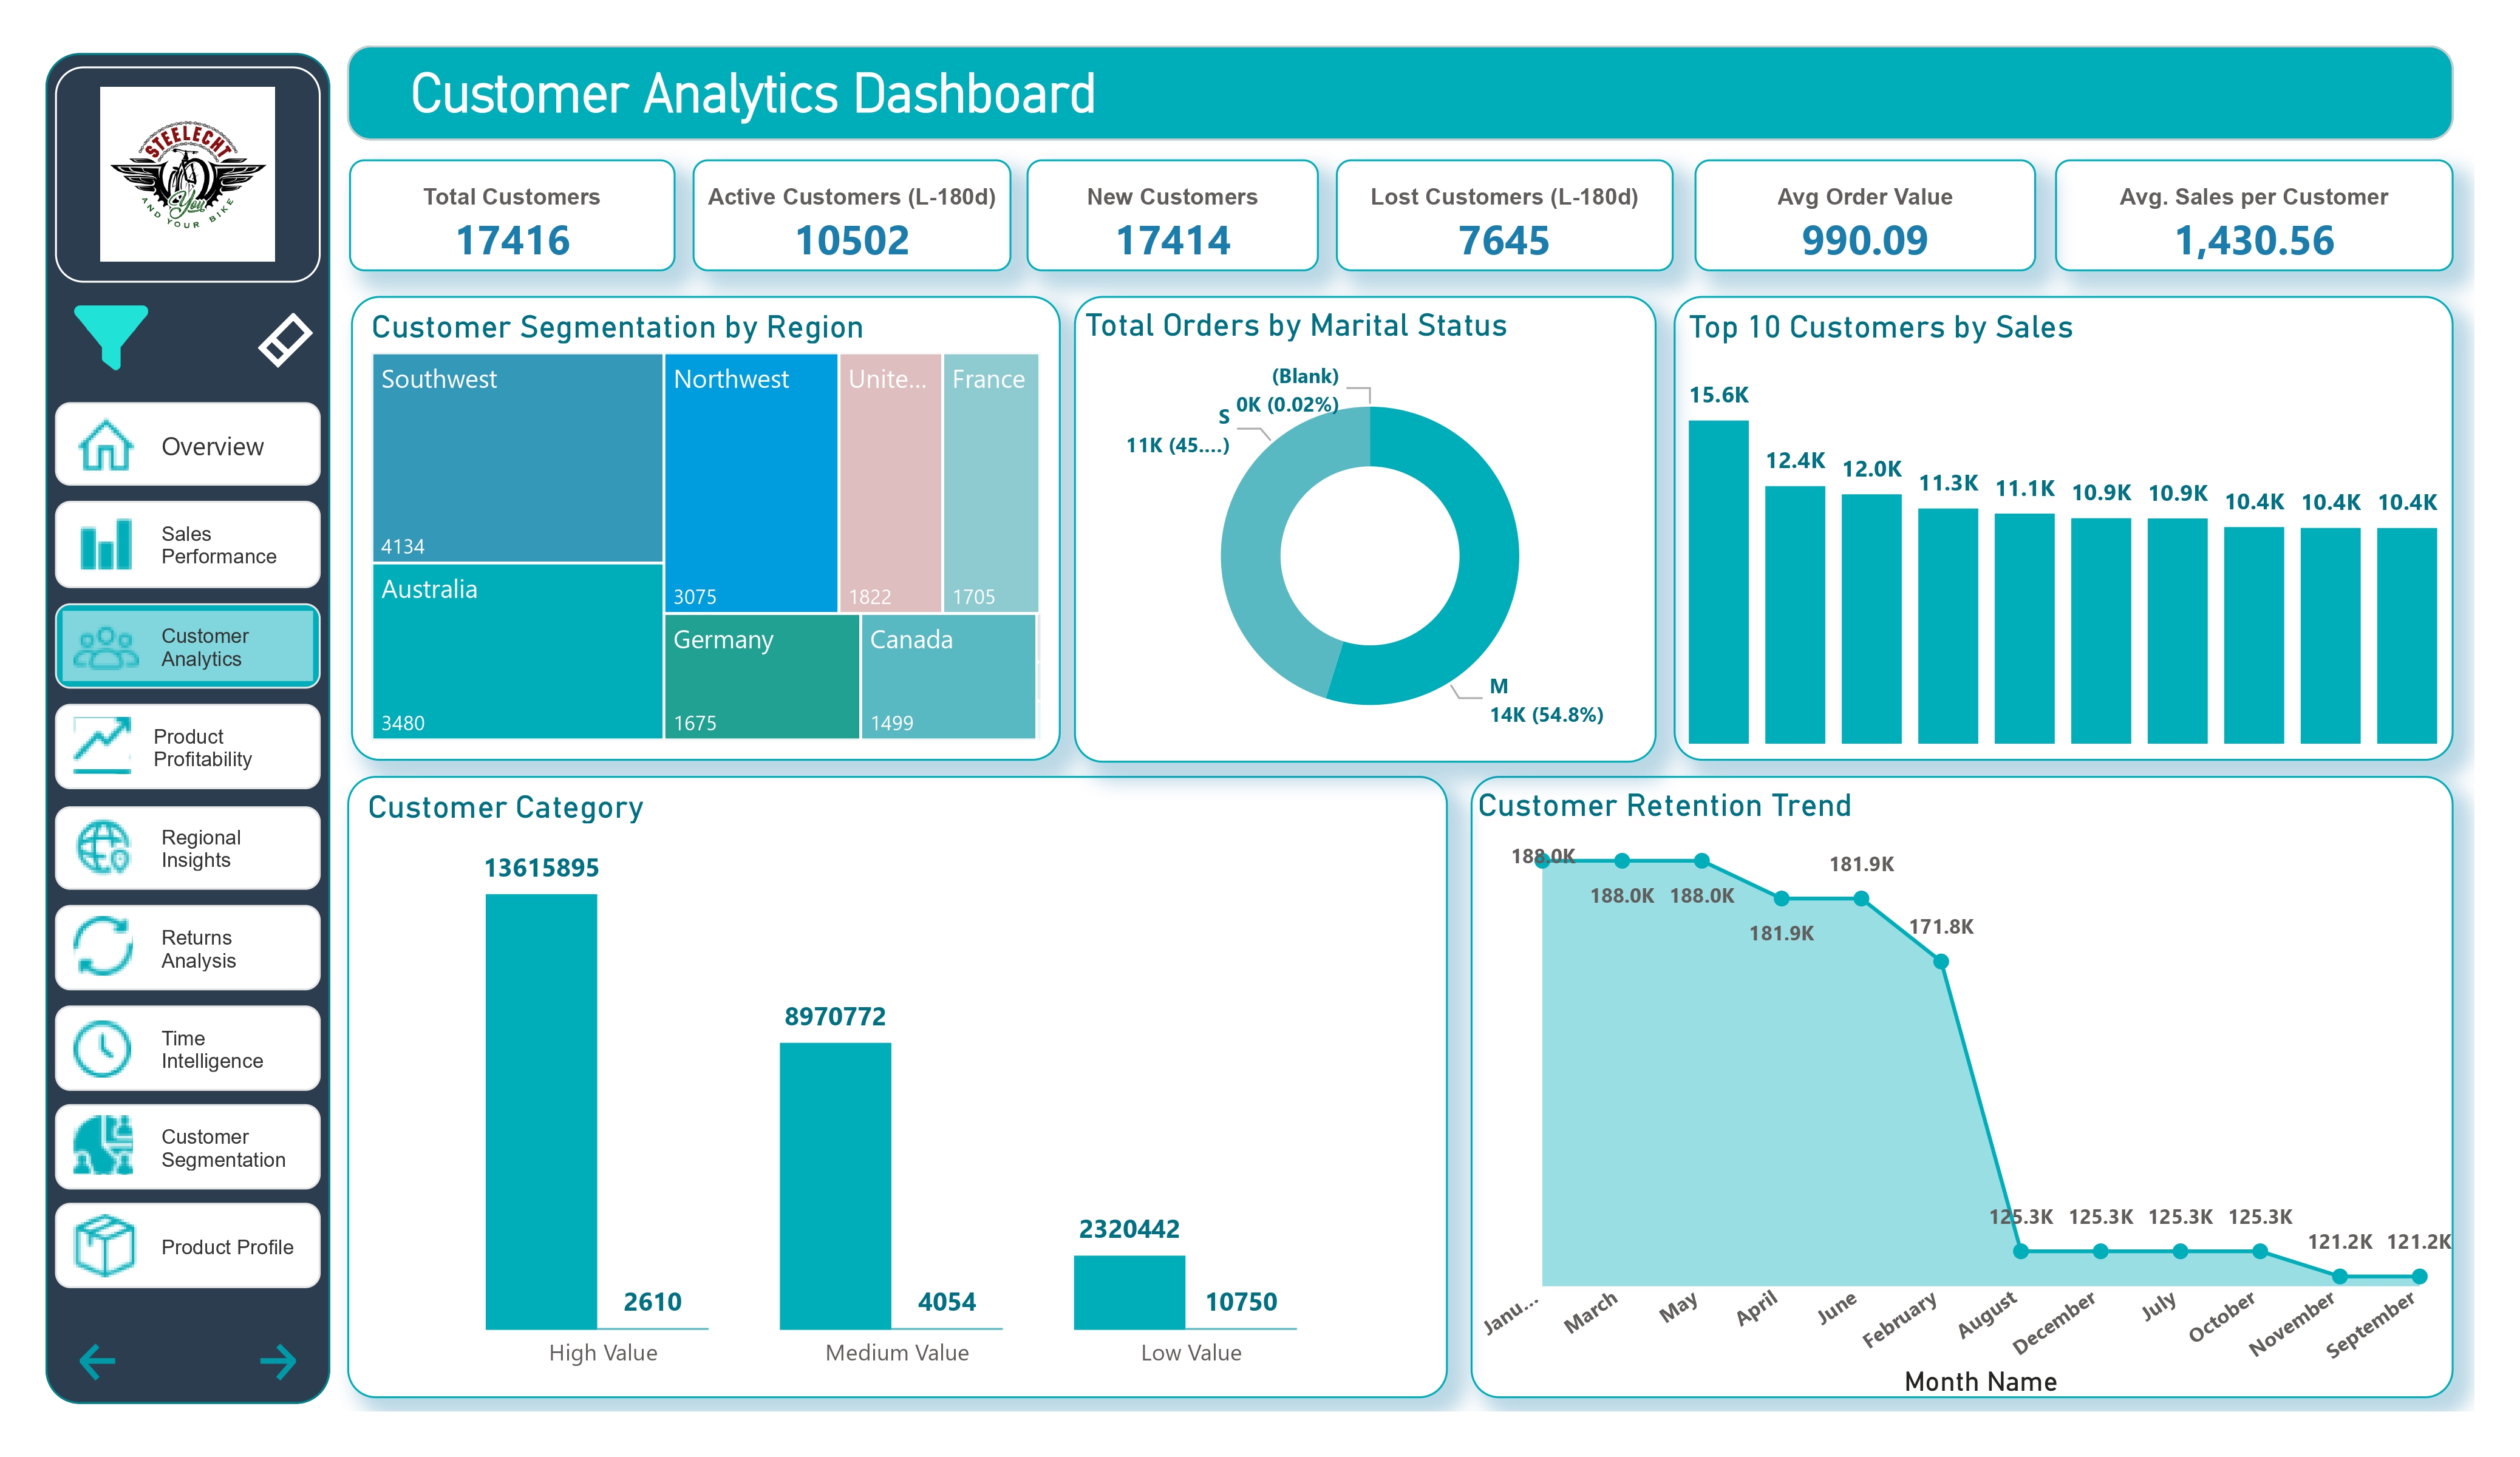 STEELECHT
You
AND YOUR BIKE
Overview
Sales
Performance
Customer
Analytics
Product
Profitability
Regional
Insights
Returns
Analysis
Time
Intelligence
Customer
Segmentation
Product Profile
Customer Analytics Dashboard
Total Customers
17416
Active Customers (L-180d)
10502
New Customers
17414
Lost Customers (L-180d)
7645
Avg Order Value
990.09
Avg. Sales per Customer
1,430.56
Customer Segmentation by Region
Southwest
4134
Australia
3480
Northwest
3075
Unite...
1822
France
1705
Germany
1675
Canada
1499
Total Orders by Marital Status
(Blank)
0K (0.02%)
S
11K (45....)
M
14K (54.8%)
Top 10 Customers by Sales
15.6K
12.4K
12.0K
11.3K
11.1K
10.9K
10.9K
10.4K
10.4K
10.4K
Customer Category
13615895
2610
High Value
8970772
4054
Medium Value
2320442
10750
Low Value
Customer Retention Trend
188.0K
188.0K
188.0K
181.9K
181.9K
171.8K
125.3K
125.3K
125.3K
125.3K
121.2K
121.2K
Janu...
March
May
April
June
February
August
December
July
October
November
September
Month Name